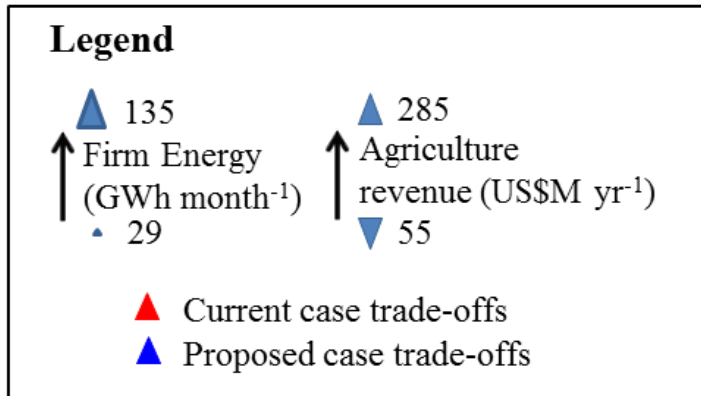 Legend
135
Firm Energy
(GWh month⁻¹)
29
285
Agriculture
revenue (US$M yr⁻¹)
55
Current case trade-offs
Proposed case trade-offs